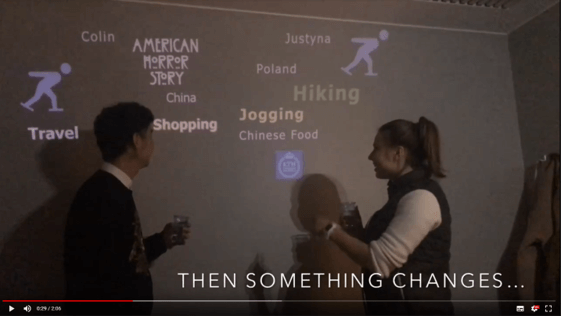 Colin
AMERICAN
HORROR
STORY
China
Travel
Shopping
Justyna
Poland
Hiking
Jogging
Chinese Food
THEN SOMETHING CHANGES...
0:29 / 2:06